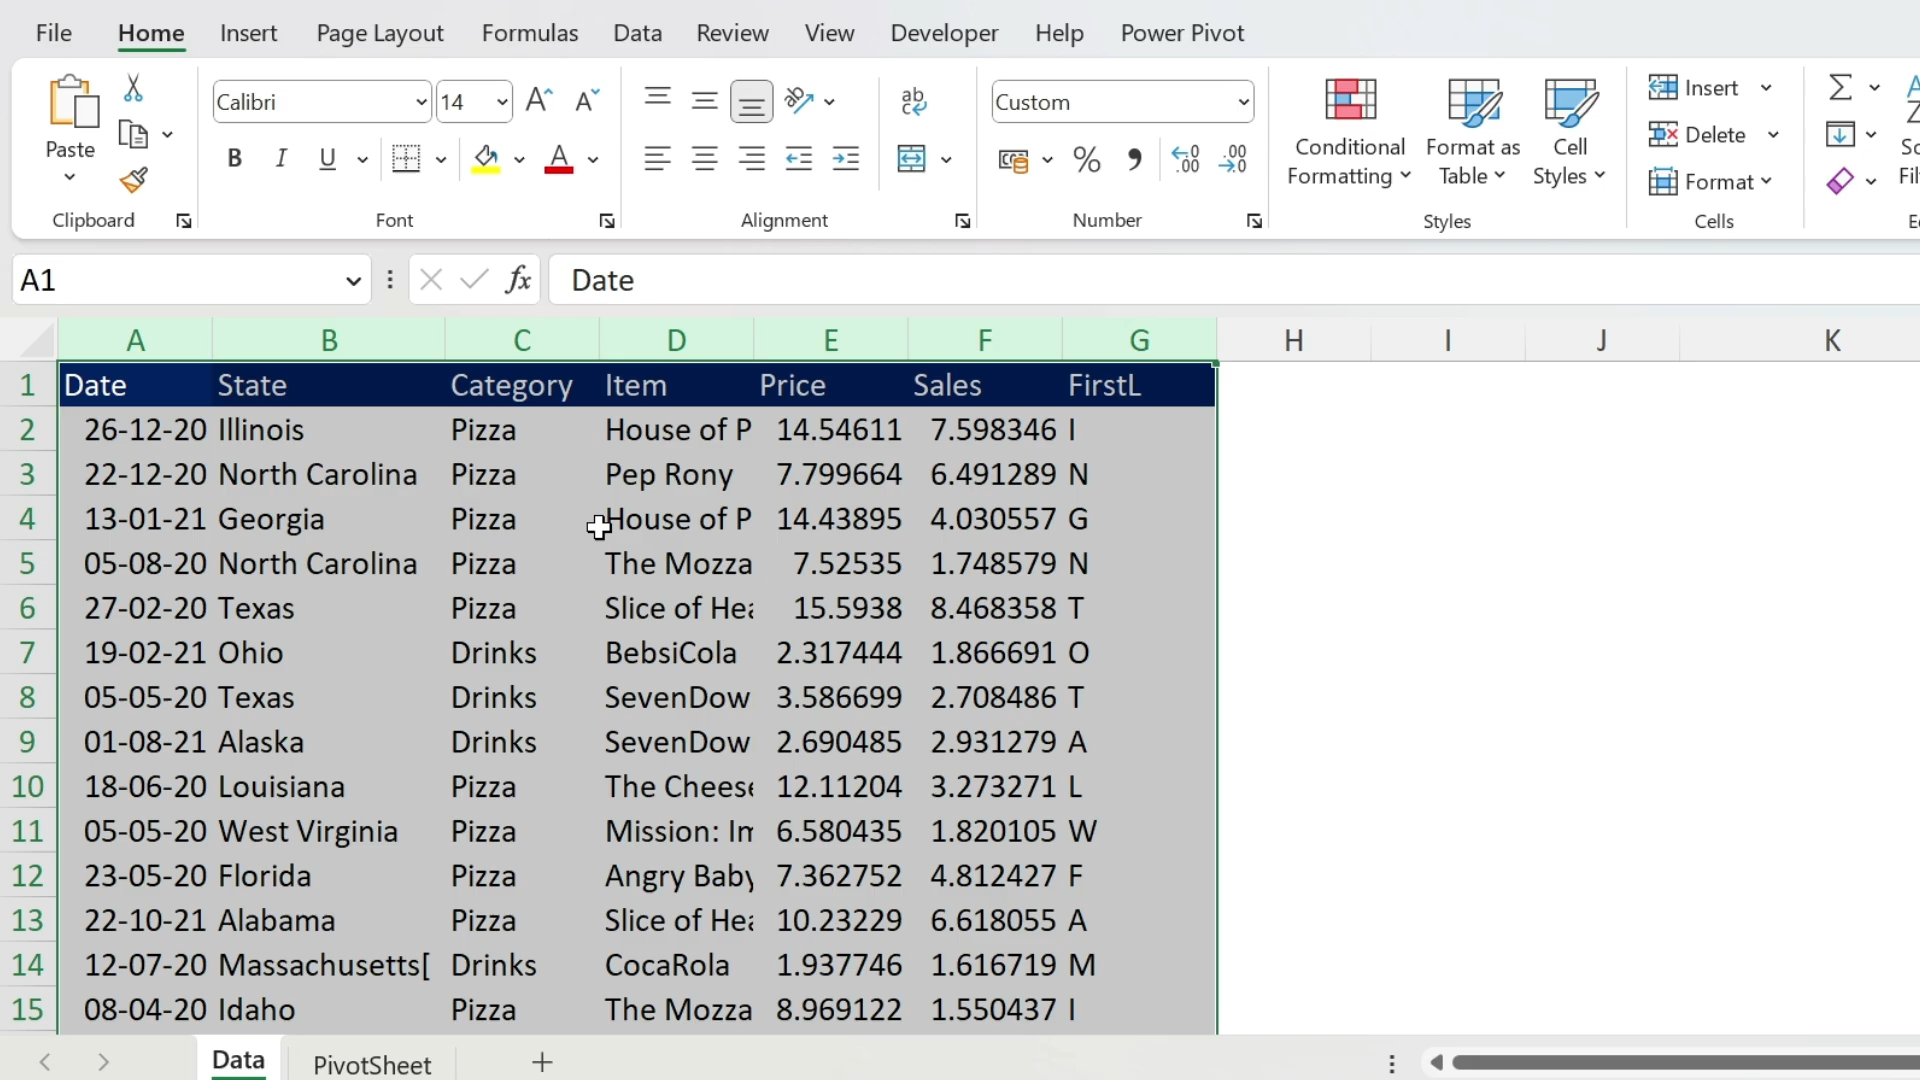 File Home Insert Page Layout Formulas Data Review View Developer Help Power Pivot
Paste
Clipboard
Calibri 14
B I U A
Font
ab
c
Alignment
Custom
% 00 00
Number
Conditional Formatting
Format as Table
Cell Styles
Styles
Insert
Delete
Format
Cells
Σ
A1 fx Date
A B C D E F G H I J K
1 Date State Category Item Price Sales FirstL
2 26-12-20 Illinois Pizza House of P 14.54611 7.598346 I
3 22-12-20 North Carolina Pizza Pep Rony 7.799664 6.491289 N
4 13-01-21 Georgia Pizza House of P 14.43895 4.030557 G
5 05-08-20 North Carolina Pizza The Mozza 7.52535 1.748579 N
6 27-02-20 Texas Pizza Slice of Hea 15.5938 8.468358 T
7 19-02-21 Ohio Drinks BebsiCola 2.317444 1.866691 O
8 05-05-20 Texas Drinks SevenDow 3.586699 2.708486 T
9 01-08-21 Alaska Drinks SevenDow 2.690485 2.931279 A
10 18-06-20 Louisiana Pizza The Cheese 12.11204 3.273271 L
11 05-05-20 West Virginia Pizza Mission: Im 6.580435 1.820105 W
12 23-05-20 Florida Pizza Angry Baby 7.362752 4.812427 F
13 22-10-21 Alabama Pizza Slice of Hea 10.23229 6.618055 A
14 12-07-20 Massachusetts[ Drinks CocaRola 1.937746 1.616719 M
15 08-04-20 Idaho Pizza The Mozza 8.969122 1.550437 I
Data PivotSheet